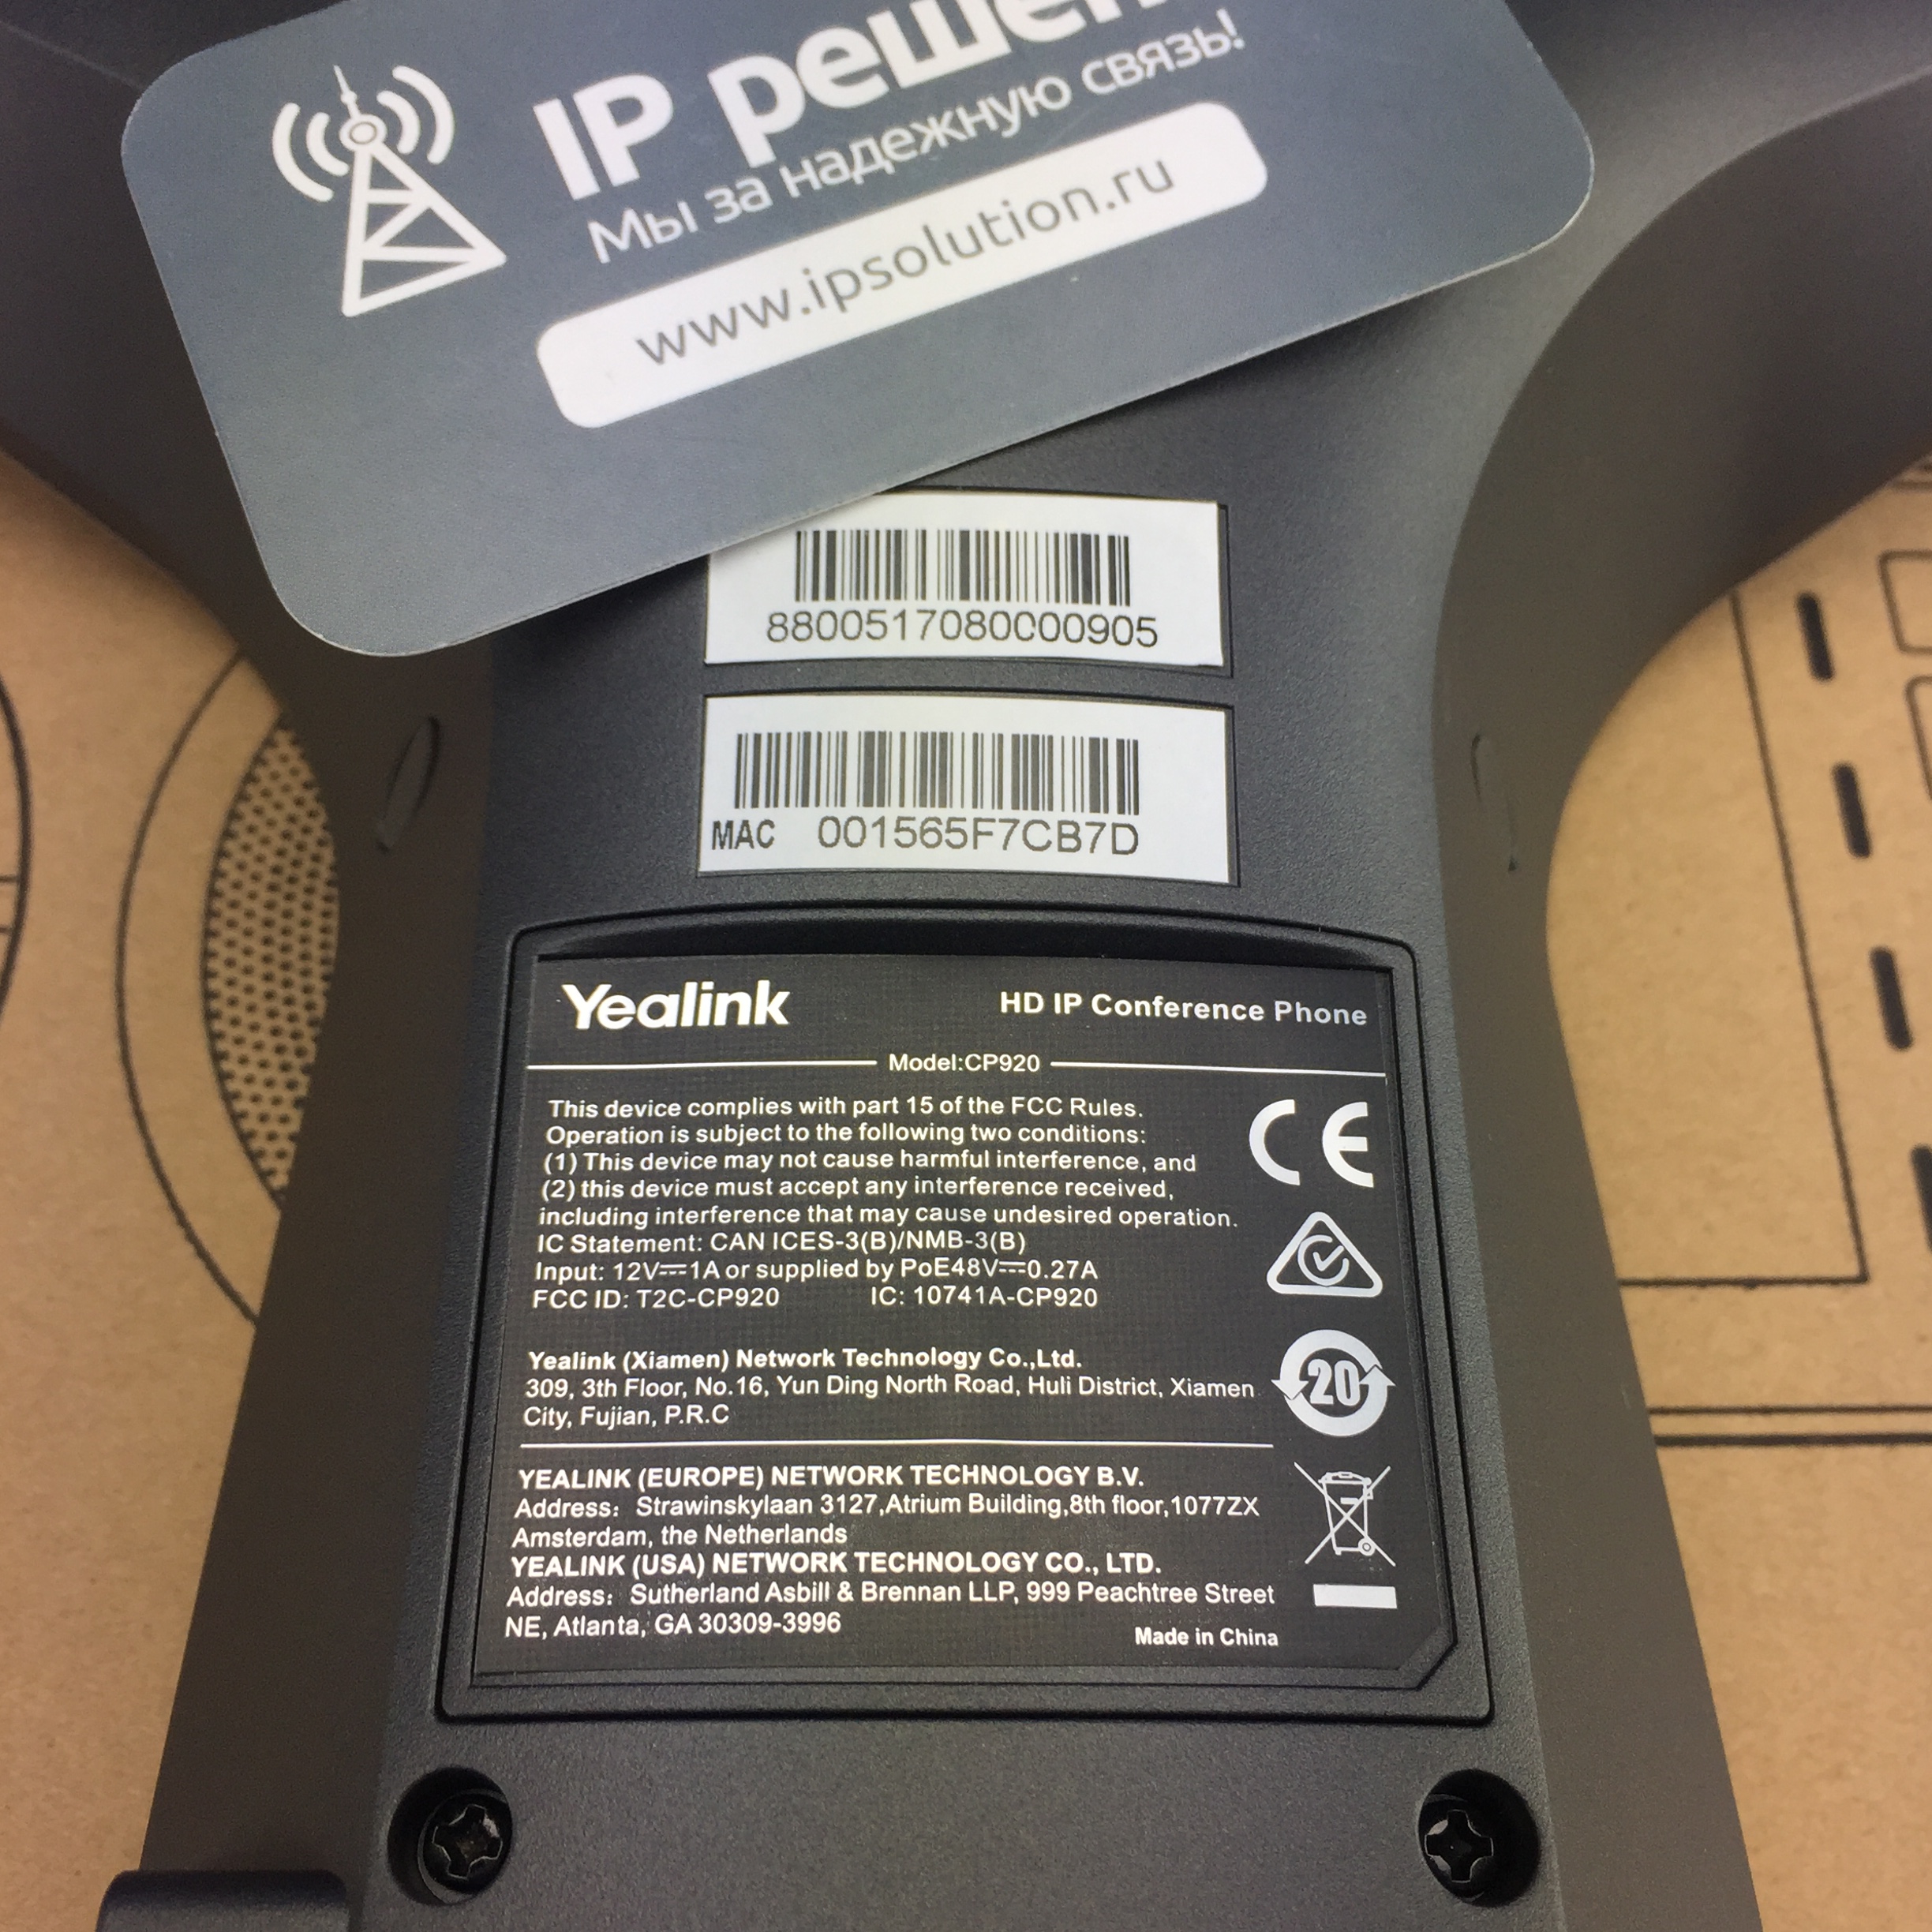 IP
Мы за надежную связь!
www.ipsolution.ru
8800517080000905
MAC 001565F7CB7D
Yealink HD IP Conference Phone
Model:CP920
This device complies with part 15 of the FCC Rules.
Operation is subject to the following two conditions:
(1) This device may not cause harmful interference, and
(2) this device must accept any interference received,
including interference that may cause undesired operation.
IC Statement: CAN ICES-3(B)/NMB-3(B)
Input: 12V⎓1A or supplied by PoE48V⎓0.27A
FCC ID: T2C-CP920 IC: 10741A-CP920
Yealink (Xiamen) Network Technology Co.,Ltd.
309, 3th Floor, No.16, Yun Ding North Road, Huli District, Xiamen
City, Fujian, P.R.C
20
YEALINK (EUROPE) NETWORK TECHNOLOGY B.V.
Address: Strawinskylaan 3127,Atrium Building,8th floor,1077ZX
Amsterdam, the Netherlands
YEALINK (USA) NETWORK TECHNOLOGY CO., LTD.
Address: Sutherland Asbill & Brennan LLP, 999 Peachtree Street
NE, Atlanta, GA 30309-3996
Made in China